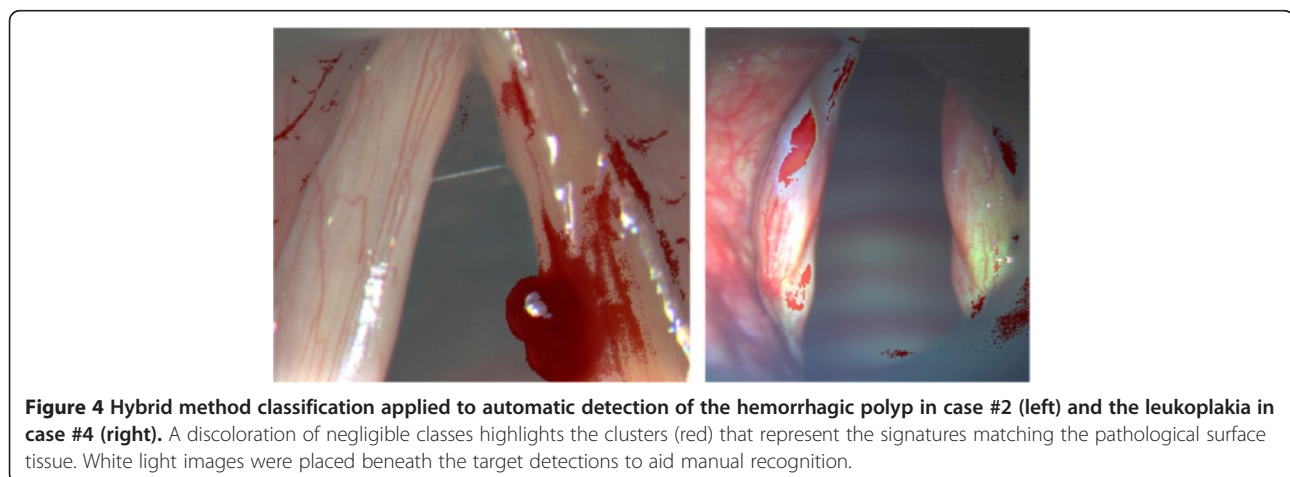 Figure 4 Hybrid method classification applied to automatic detection of the hemorrhagic polyp in case #2 (left) and the leukoplakia in
case #4 (right). A discoloration of negligible classes highlights the clusters (red) that represent the signatures matching the pathological surface
tissue. White light images were placed beneath the target detections to aid manual recognition.